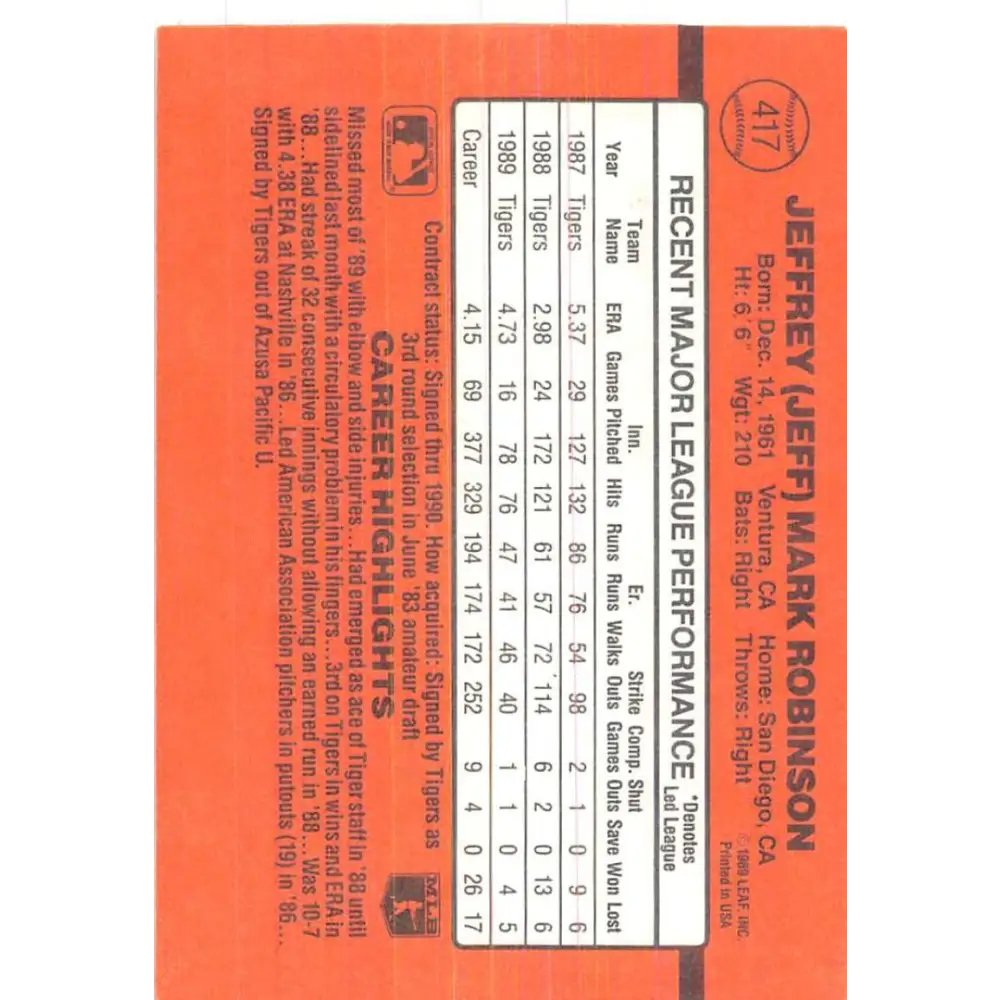 417
JEFFREY (JEFF) MARK ROBINSON
Born: Dec. 14, 1961 Ventura, CA Home: San Diego, CA
Ht: 6'6" Wgt: 210 Bats: Right Throws: Right
© 1989 LEAF, INC.
Printed in USA
RECENT MAJOR LEAGUE PERFORMANCE *Denotes
Led League
Team Inn. Er. Strike Comp. Shut
Year Name ERA Games Pitched Hits Runs Runs Walks Outs Games Outs Save Won Lost
1987 Tigers 5.37 29 127 132 86 76 54 98 2 1 0 9 6
1988 Tigers 2.98 24 172 121 61 57 72 114 6 2 0 13 6
1989 Tigers 4.73 16 78 76 47 41 46 40 1 1 0 4 5
Career 4.15 69 377 329 194 174 172 252 9 4 0 26 17
MLB
Contract status: Signed thru 1990. How acquired: Signed by Tigers as
3rd round selection in June '83 amateur draft
CAREER HIGHLIGHTS
Missed most of '89 with elbow and side injuries...Had emerged as ace of Tiger staff in '88 until
sidelined last month with a circulatory problem in his fingers...3rd on Tigers in wins and ERA in
'88...Had streak of 32 consecutive innings without allowing an earned run in '88...Was 10-7
with 4.38 ERA at Nashville in '86...Led American Association pitchers in putouts (19) in '86...
Signed by Tigers out of Azusa Pacific U.